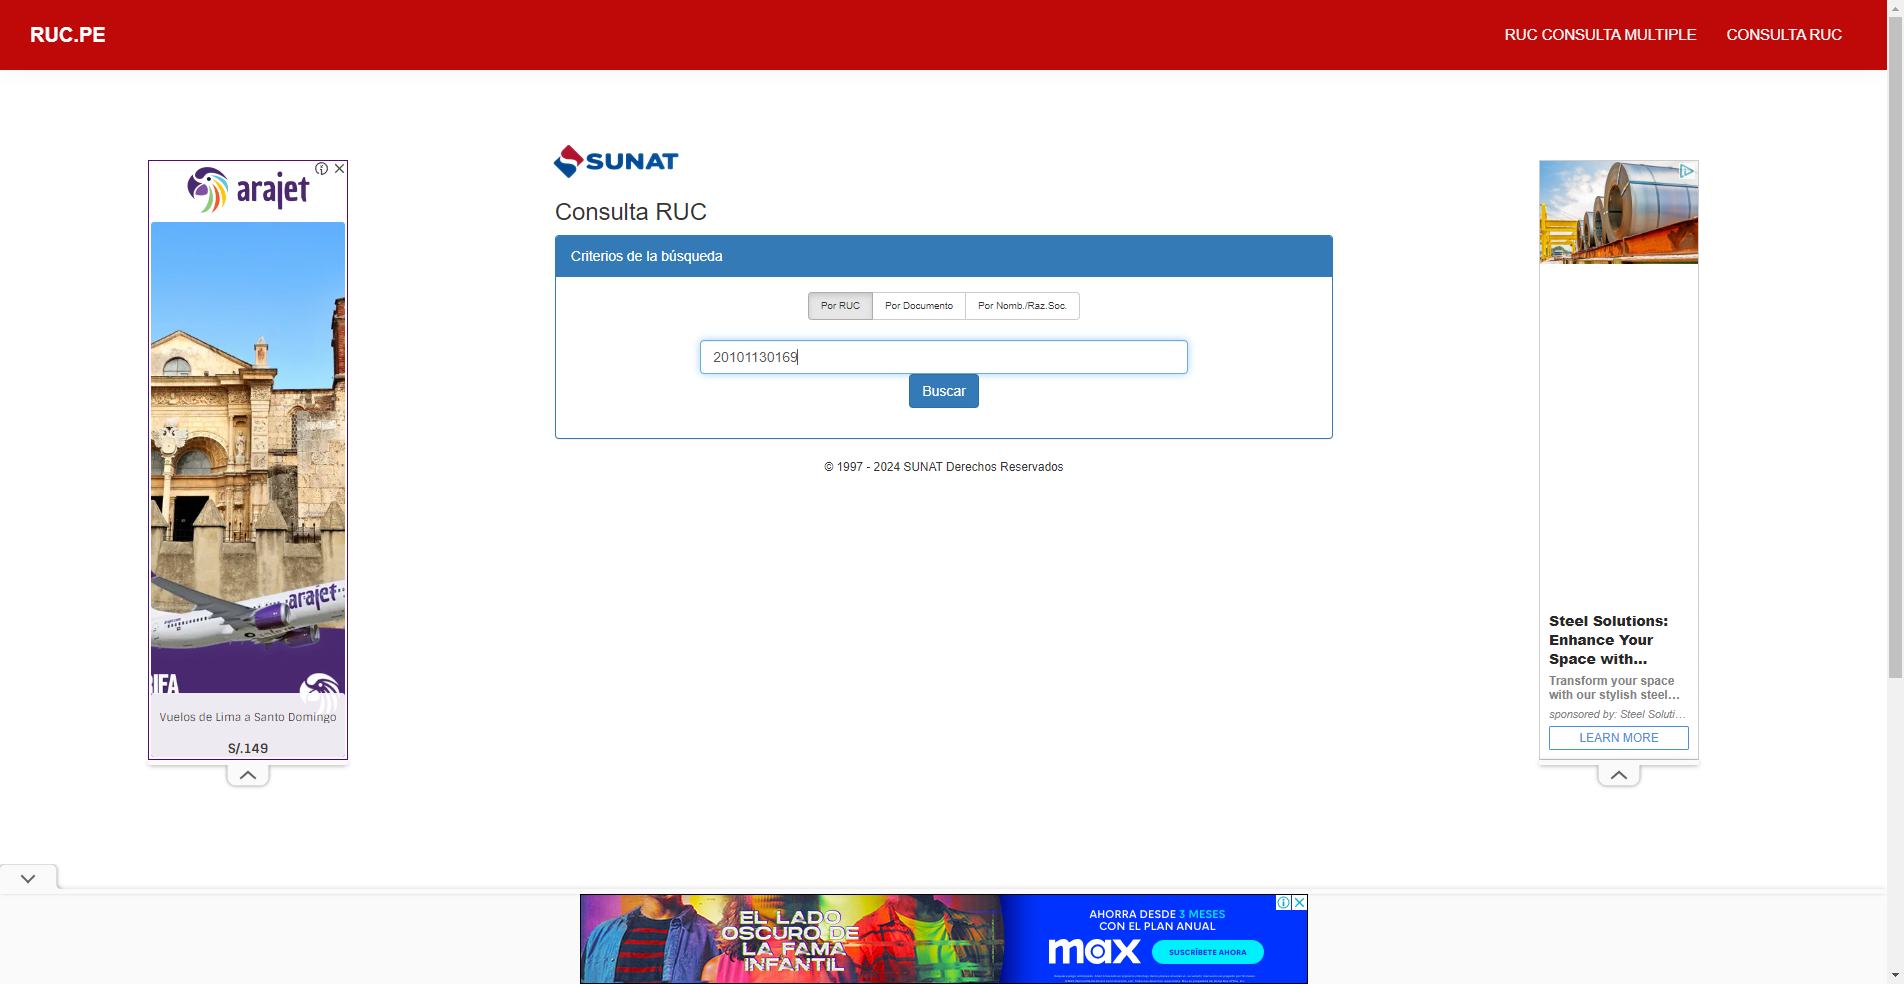 RUC.PE
RUC CONSULTA MULTIPLE
CONSULTA RUC
arajet
arajet
IFA
Vuelos de Lima a Santo Domingo
S/.149
SUNAT
Consulta RUC
Criterios de la búsqueda
Por RUC
Por Documento
Por Nomb./Raz.Soc.
20101130169
Buscar
© 1997 - 2024 SUNAT Derechos Reservados
Steel Solutions:
Enhance Your
Space with...
Transform your space
with our stylish steel...
sponsored by: Steel Soluti...
LEARN MORE
EL LADO
OSCURO DE
LA FAMA
INFANTIL
AHORRA DESDE 3 MESES
CON EL PLAN ANUAL
max
SUSCRÍBETE AHORA